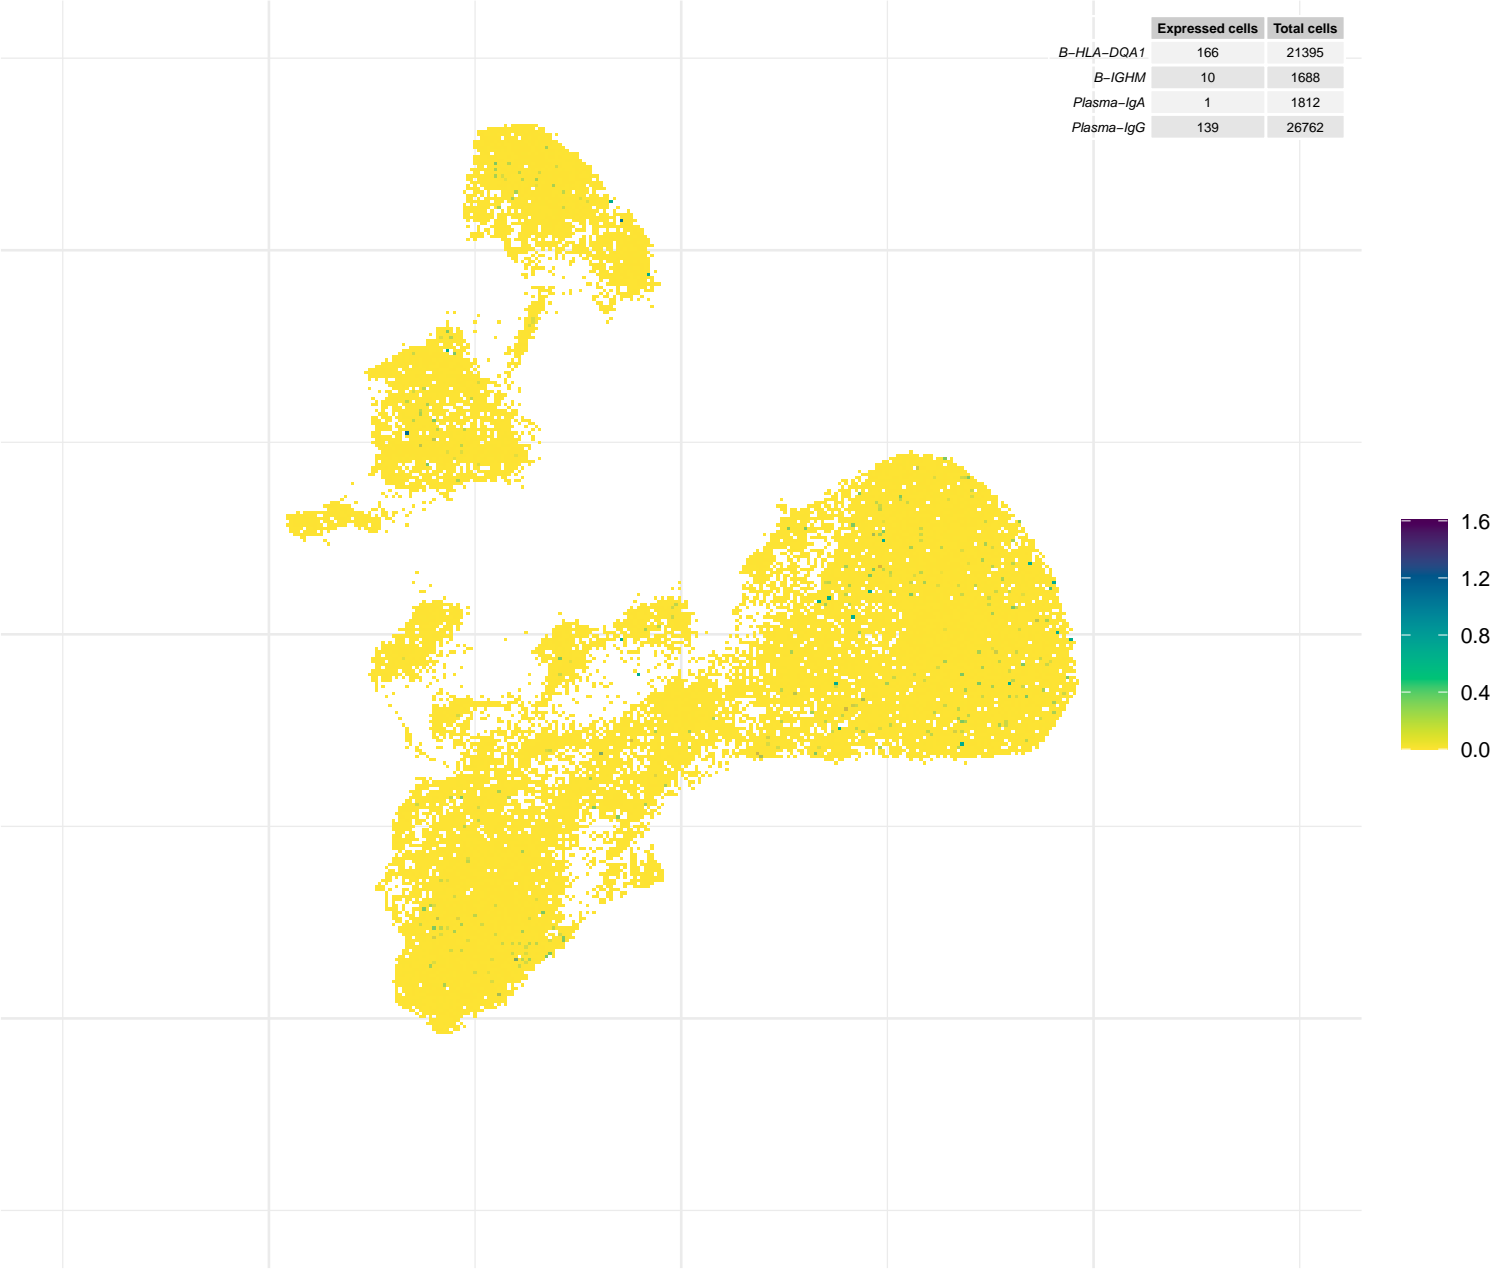 Expressed cells Total cells
B−HLA−DQA1 166 21395
B−IGHM 10 1688
Plasma−IgA 1 1812
Plasma−IgG 139 26762
1.6
1.2
0.8
0.4
0.0